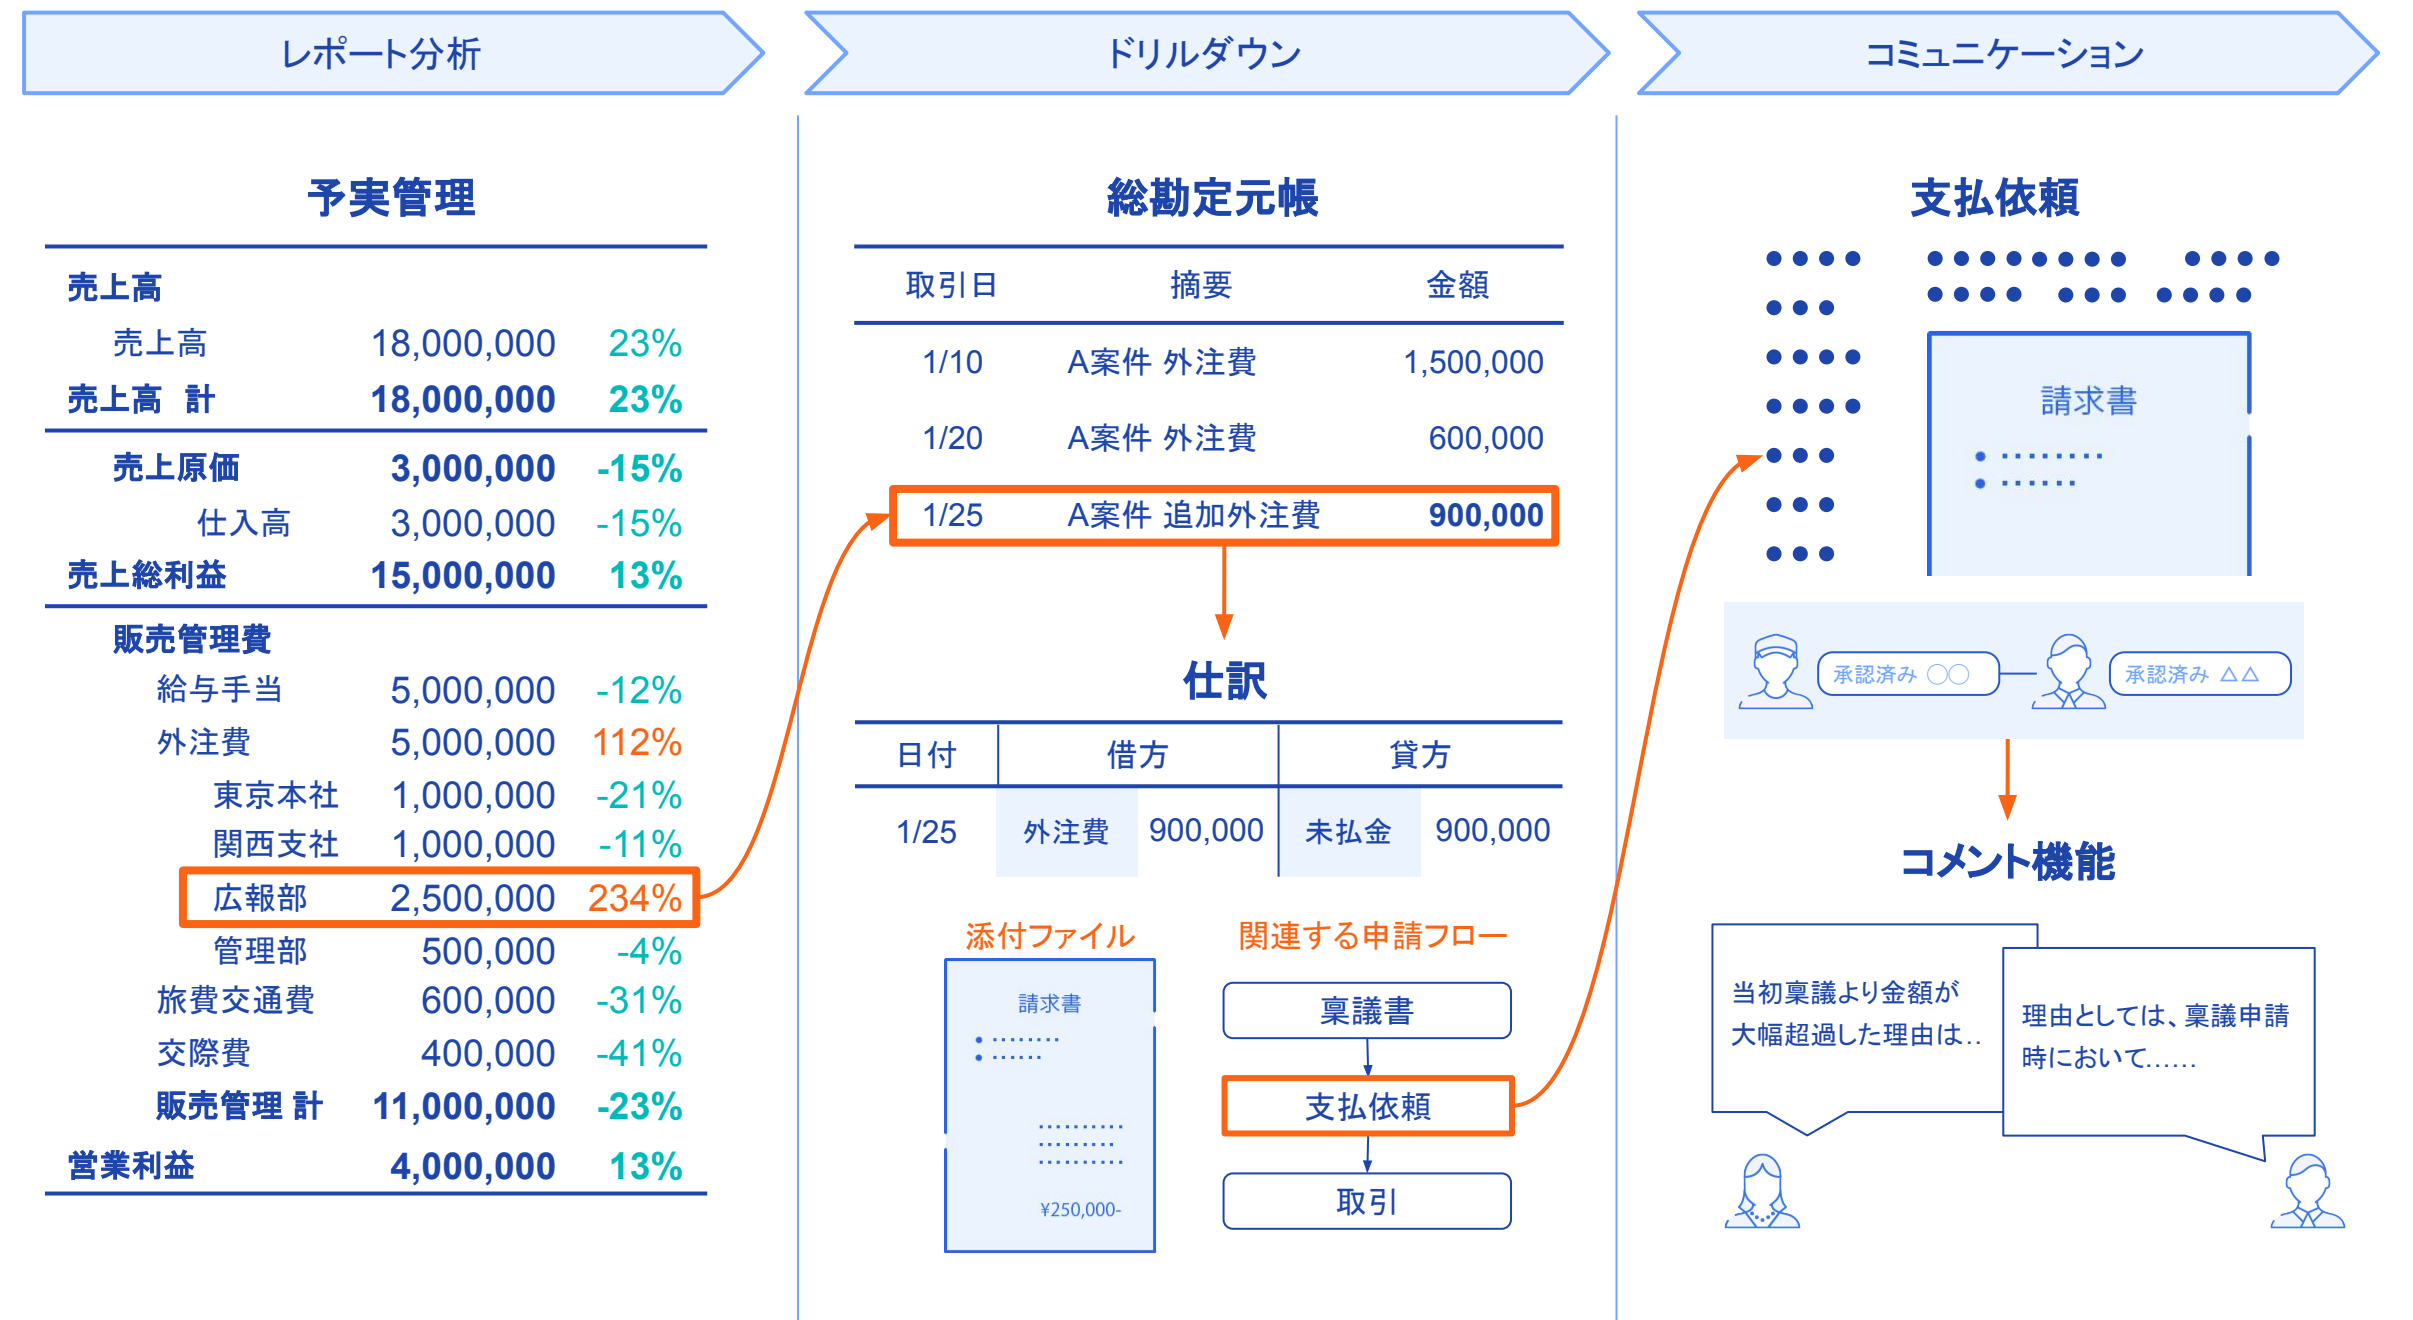 レポート分析
ドリルダウン
コミュニケーション
予実管理
売上高
売上高 18,000,000 23%
売上高 計 18,000,000 23%
売上原価 3,000,000 -15%
仕入高 3,000,000 -15%
売上総利益 15,000,000 13%
販売管理費
給与手当 5,000,000 -12%
外注費 5,000,000 112%
東京本社 1,000,000 -21%
関西支社 1,000,000 -11%
広報部 2,500,000 234%
管理部 500,000 -4%
旅費交通費 600,000 -31%
交際費 400,000 -41%
販売管理 計 11,000,000 -23%
営業利益 4,000,000 13%
総勘定元帳
取引日 摘要 金額
1/10 A案件 外注費 1,500,000
1/20 A案件 外注費 600,000
1/25 A案件 追加外注費 900,000
仕訳
日付 借方 貸方
1/25 外注費 900,000 未払金 900,000
添付ファイル
請求書
¥250,000-
関連する申請フロー
稟議書
支払依頼
取引
支払依頼
請求書
承認済み 〇〇
承認済み △△
コメント機能
当初稟議より金額が
大幅超過した理由は..
理由としては、稟議申請
時において......